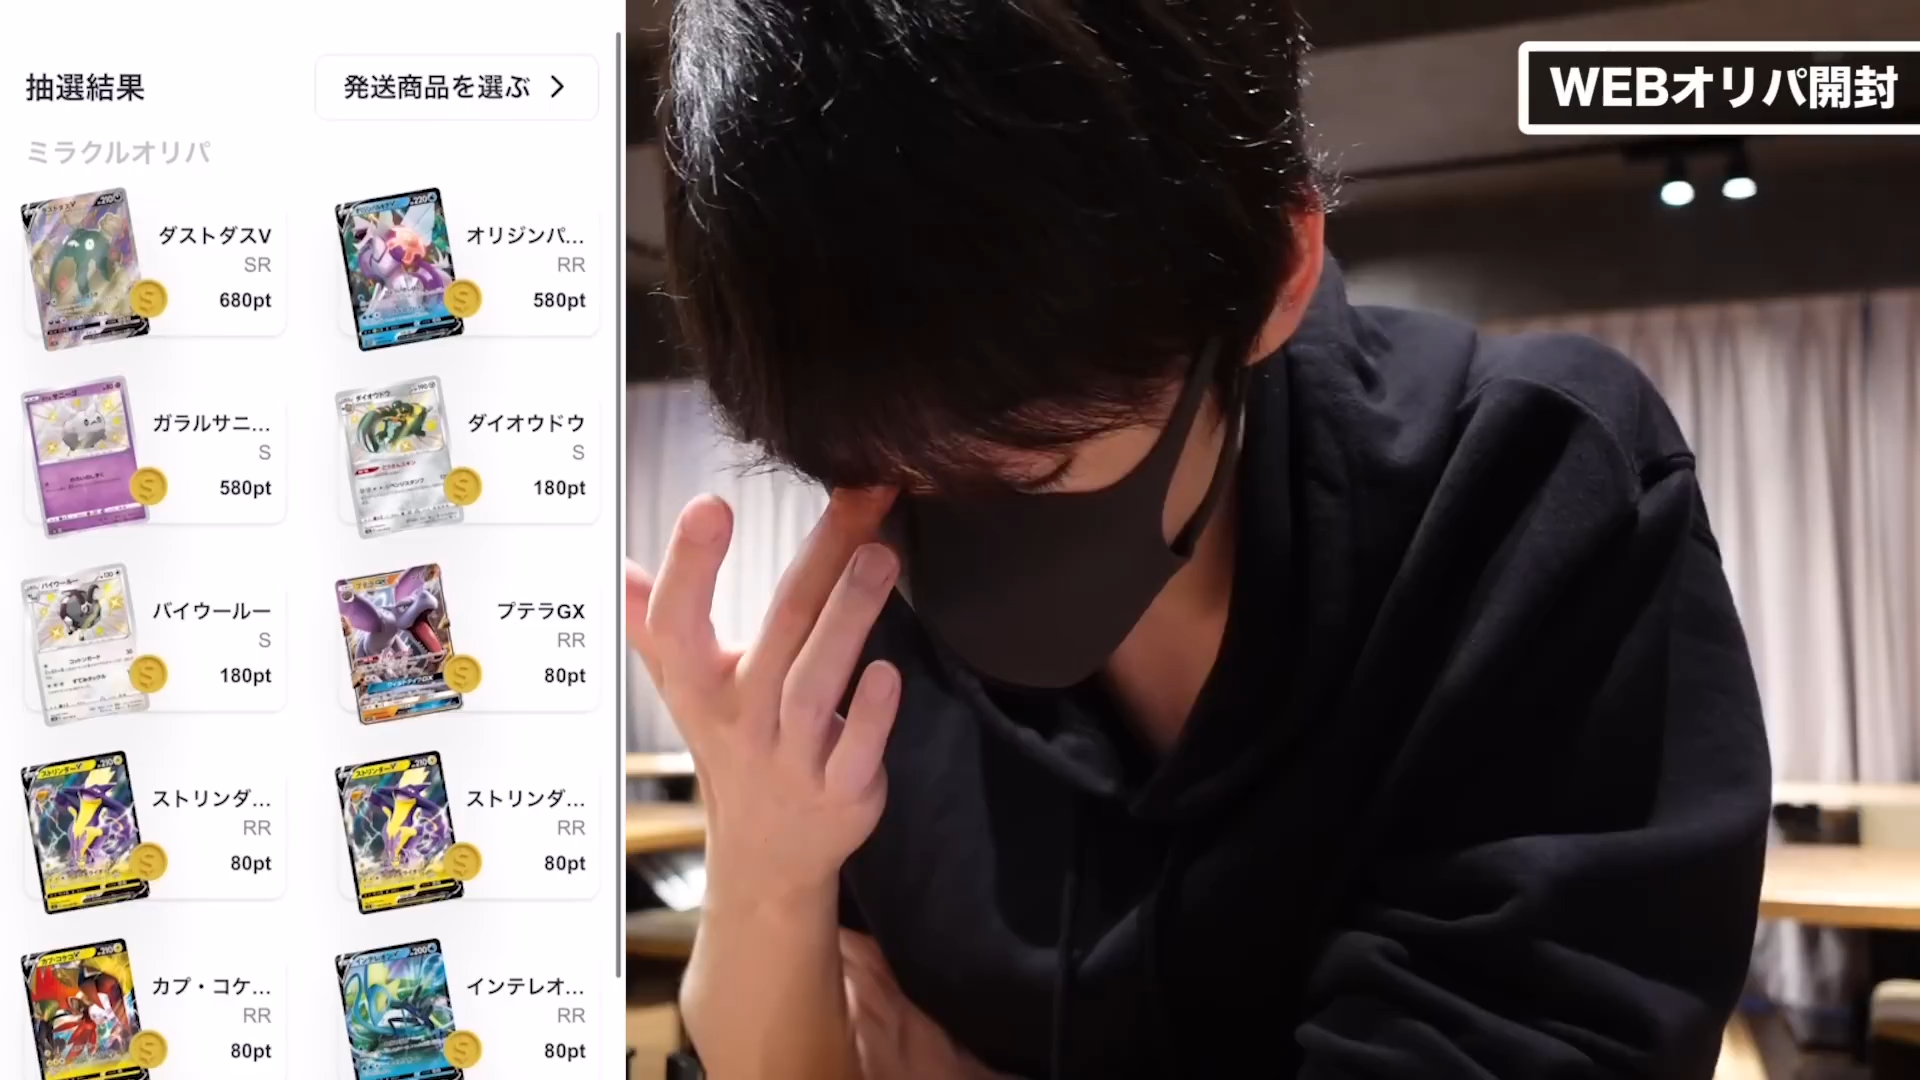 抽選結果
発送商品を選ぶ
ミラクルオリパ
ダストダスV
SR
680pt
オリジンパ...
RR
580pt
ガラルサニ...
S
580pt
ダイオウドウ
S
180pt
バイウールー
S
180pt
プテラGX
RR
80pt
ストリンダ...
RR
80pt
ストリンダ...
RR
80pt
カプ・コケ...
RR
80pt
インテレオ...
RR
80pt
WEBオリパ開封